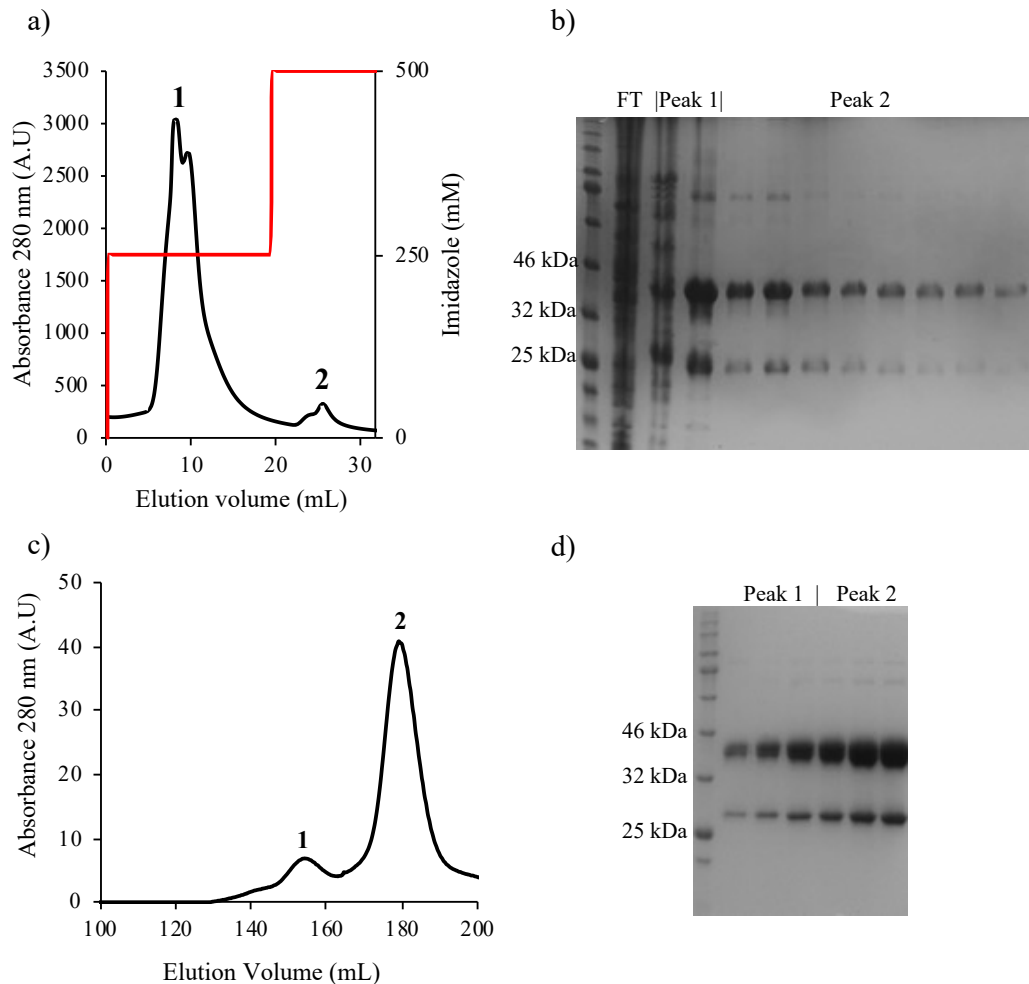 a)
3500
3000
2500
2000
1500
1000
500
0
500
250
0
0
10
20
30
1
2
Absorbance 280 nm (A.U)
Imidazole (mM)
Elution volume (mL)
b)
FT |Peak 1| Peak 2
46 kDa
32 kDa
25 kDa
c)
50
40
30
20
10
0
100 120 140 160 180 200
1
2
Absorbance 280 nm (A.U)
Elution Volume (mL)
d)
Peak 1 | Peak 2
46 kDa
32 kDa
25 kDa